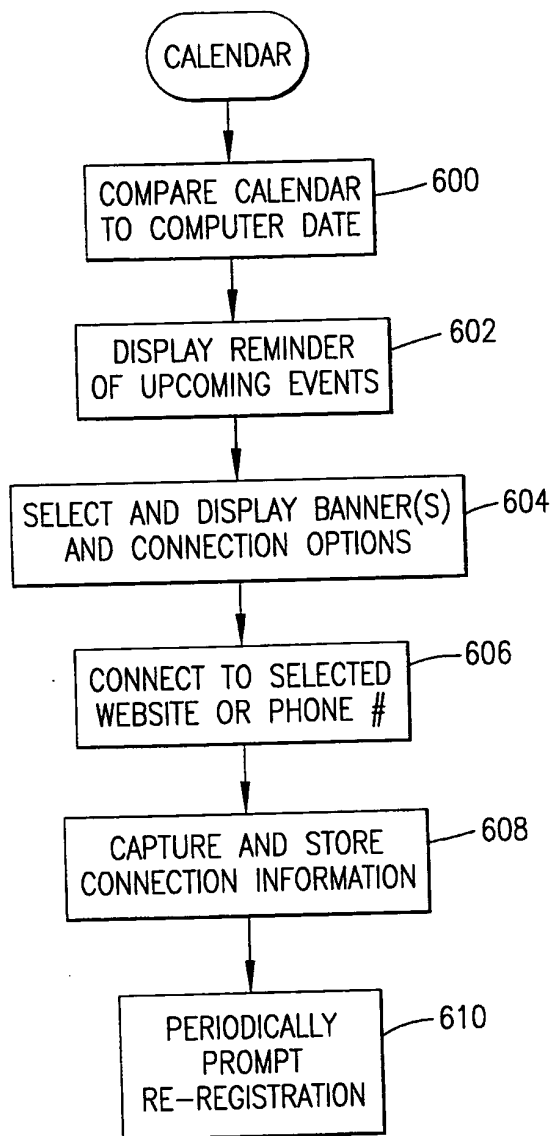 CALENDAR
COMPARE CALENDAR
TO COMPUTER DATE
600
DISPLAY REMINDER
OF UPCOMING EVENTS
602
SELECT AND DISPLAY BANNER(S)
AND CONNECTION OPTIONS
604
CONNECT TO SELECTED
WEBSITE OR PHONE #
606
CAPTURE AND STORE
CONNECTION INFORMATION
608
PERIODICALLY
PROMPT
RE-REGISTRATION
610